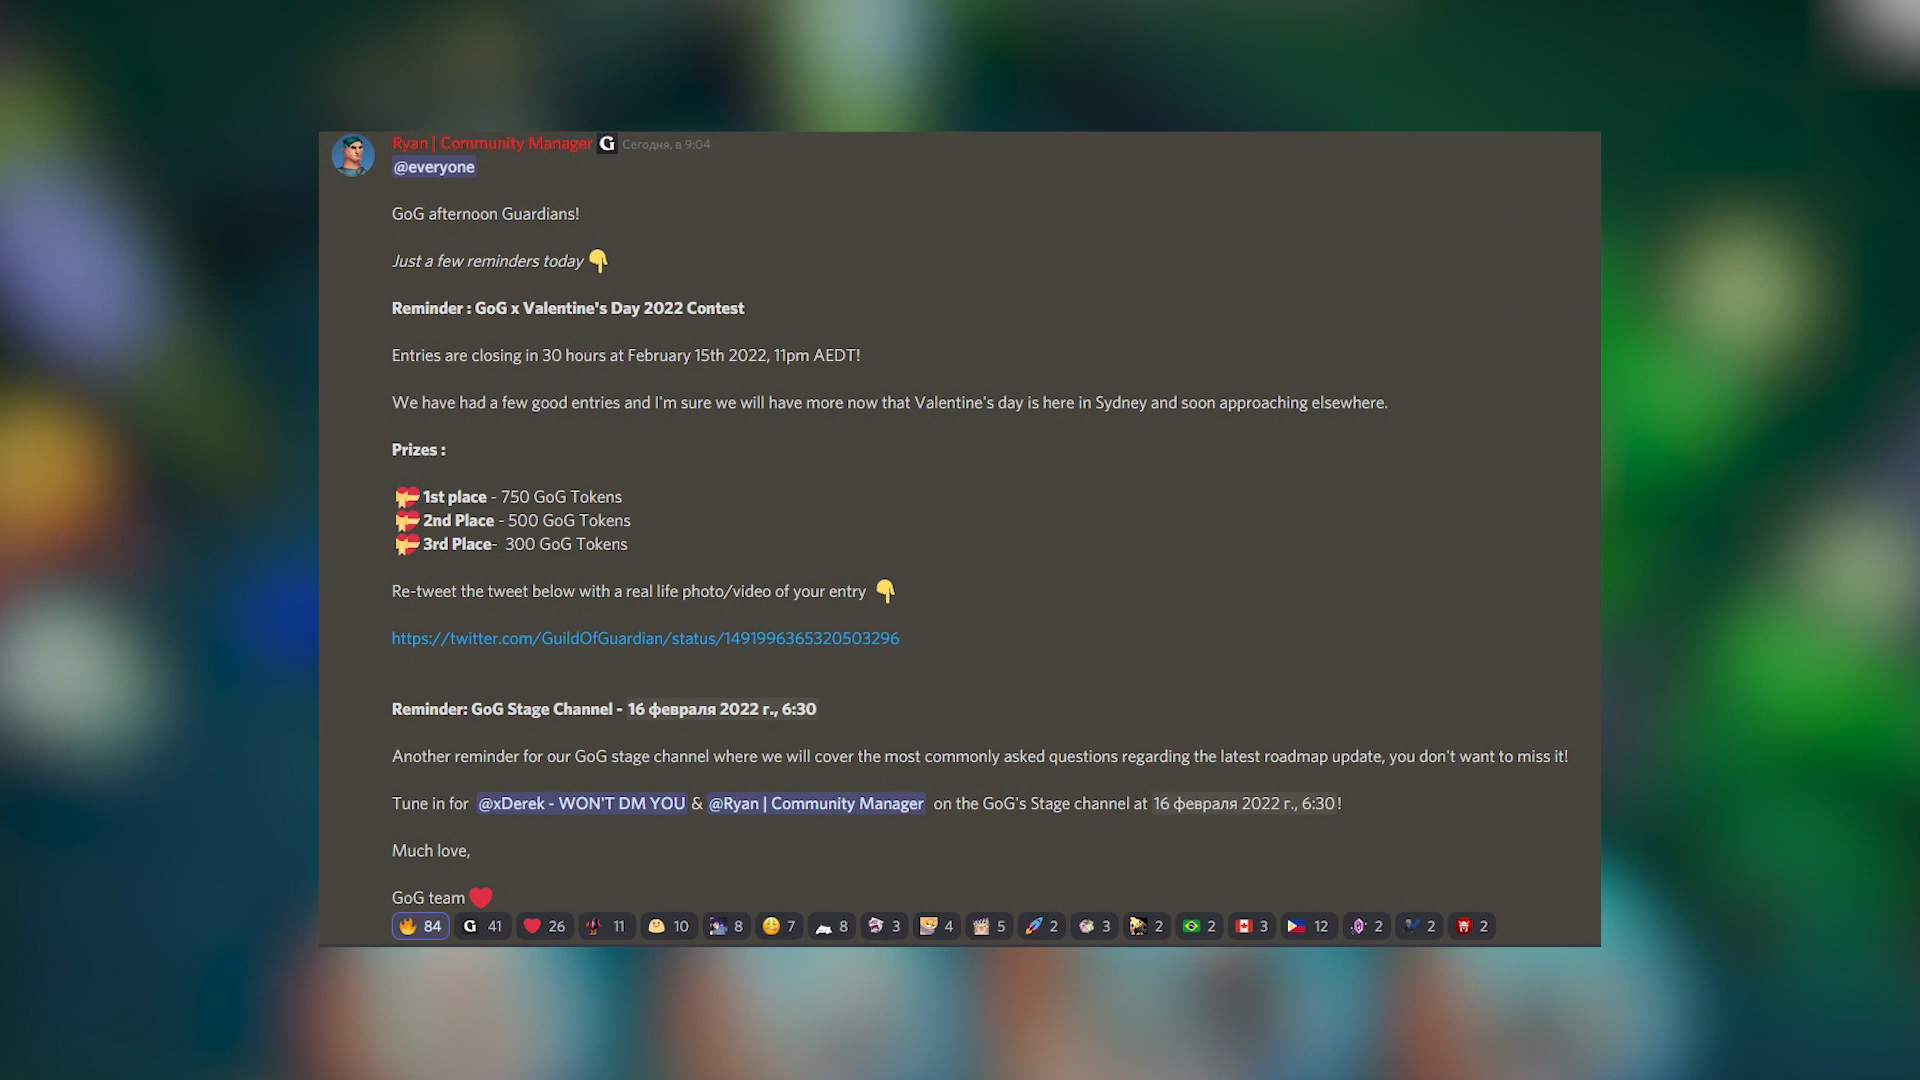 Ryan | Community Manager G Сегодня, в 9:04
@everyone
GoG afternoon Guardians!
Just a few reminders today
Reminder : GoG x Valentine's Day 2022 Contest
Entries are closing in 30 hours at February 15th 2022, 11pm AEDT!
We have had a few good entries and I'm sure we will have more now that Valentine's day is here in Sydney and soon approaching elsewhere.
Prizes :
1st place - 750 GoG Tokens
2nd Place - 500 GoG Tokens
3rd Place- 300 GoG Tokens
Re-tweet the tweet below with a real life photo/video of your entry
https://twitter.com/GuildOfGuardian/status/1491996365320503296
Reminder: GoG Stage Channel - 16 февраля 2022 г., 6:30
Another reminder for our GoG stage channel where we will cover the most commonly asked questions regarding the latest roadmap update, you don't want to miss it!
Tune in for @xDerek - WON'T DM YOU & @Ryan | Community Manager on the GoG's Stage channel at 16 февраля 2022 г., 6:30!
Much love,
GoG team
84 G 41 26 11 10 8 7 8 3 4 5 2 3 2 2 3 12 2 2 2